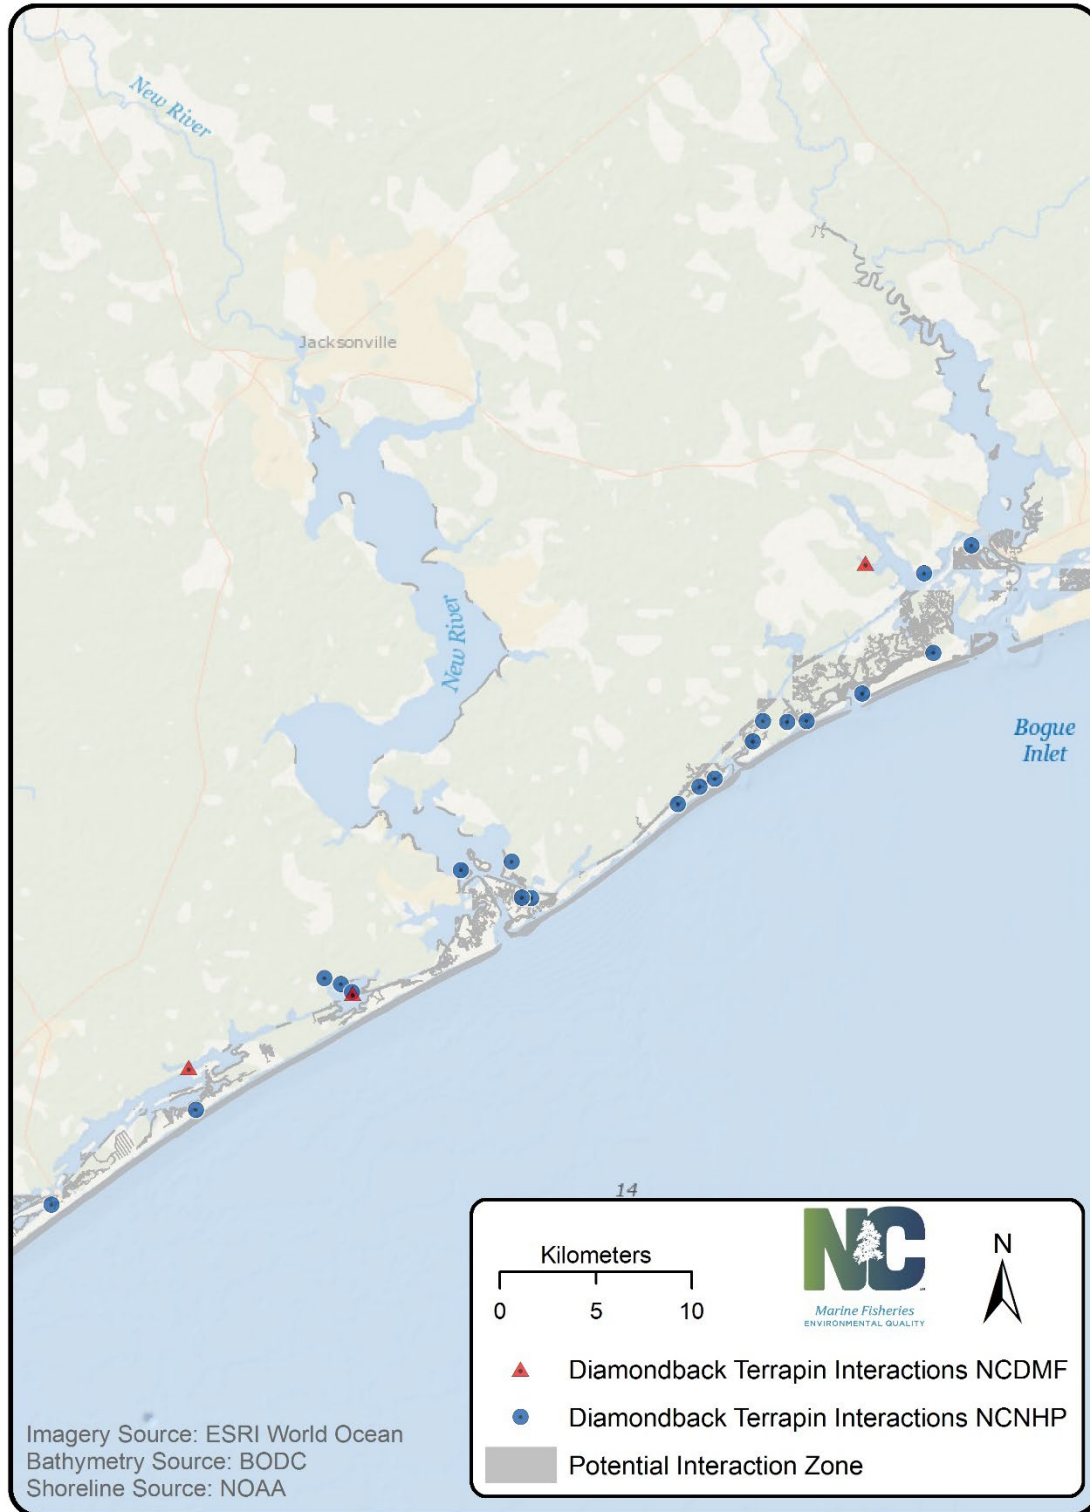 New River
Jacksonville
New River
Bogue
Inlet
14
Kilometers
0 5 10
NC
Marine Fisheries
ENVIRONMENTAL QUALITY
N
Diamondback Terrapin Interactions NCDMF
Diamondback Terrapin Interactions NCNHP
Potential Interaction Zone
Imagery Source: ESRI World Ocean
Bathymetry Source: BODC
Shoreline Source: NOAA